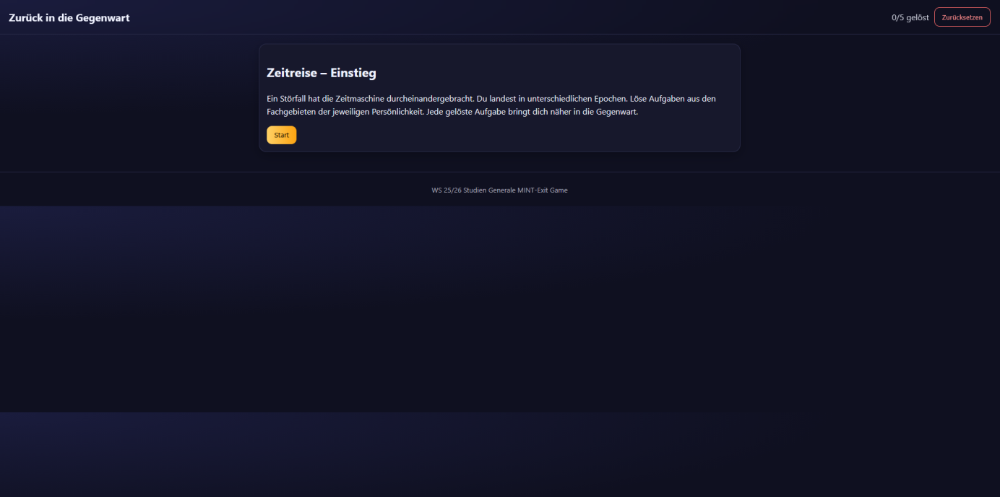 Zurück in die Gegenwart
0/5 gelöst
Zurücksetzen
Zeitreise – Einstieg
Ein Störfall hat die Zeitmaschine durcheinandergebracht. Du landest in unterschiedlichen Epochen. Löse Aufgaben aus den
Fachgebieten der jeweiligen Persönlichkeit. Jede gelöste Aufgabe bringt dich näher in die Gegenwart.
Start
WS 25/26 Studien Generale MINT-Exit Game